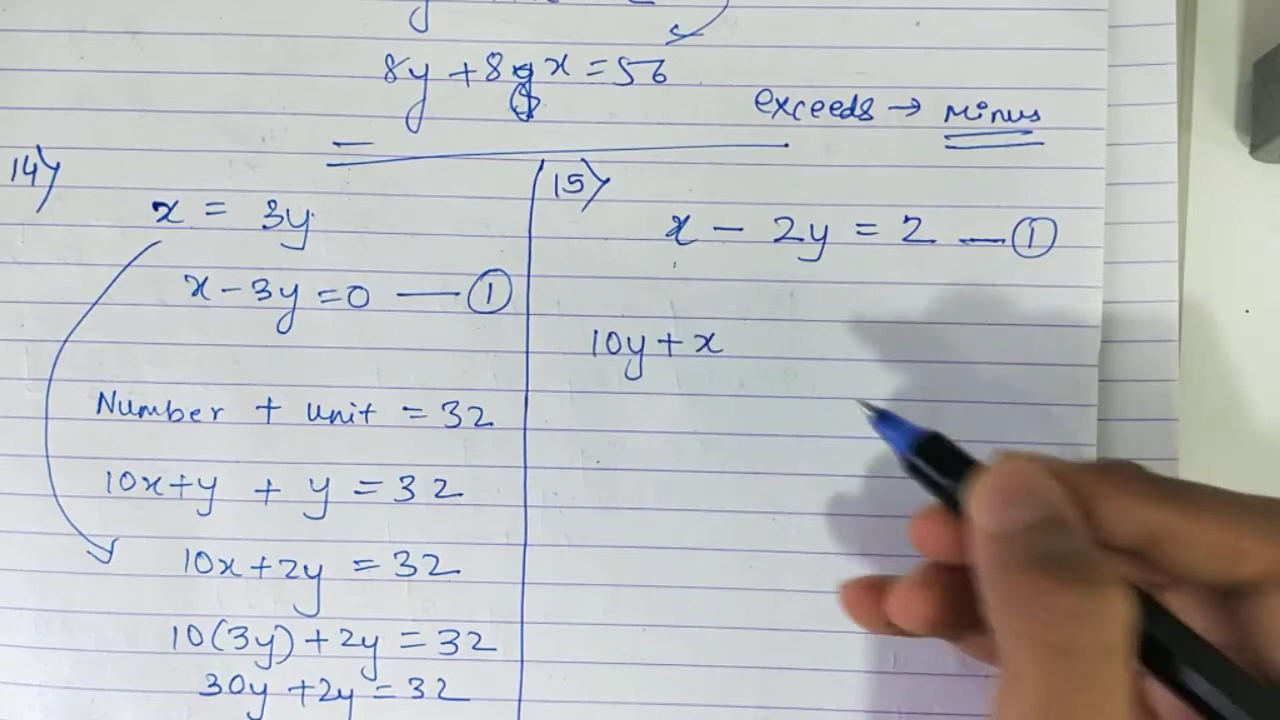 8y + 8x = 56
exceeds → Minus
14)
x = 3y
x - 3y = 0 — ①
Number + unit = 32
10x + y + y = 32
10x + 2y = 32
10(3y) + 2y = 32
30y + 2y = 32
15)
x - 2y = 2 — ①
10y + x